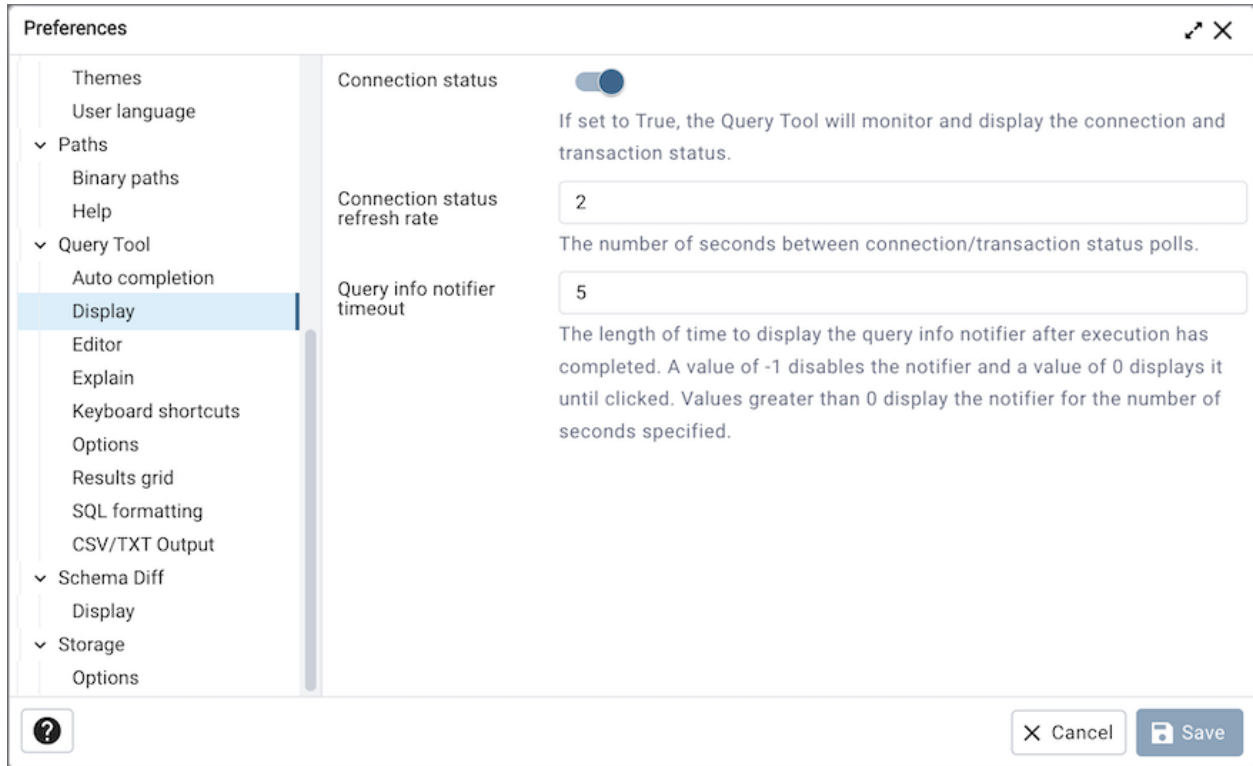 Preferences
Themes
User language
Paths
Binary paths
Help
Query Tool
Auto completion
Display
Editor
Explain
Keyboard shortcuts
Options
Results grid
SQL formatting
CSV/TXT Output
Schema Diff
Display
Storage
Options
Connection status
If set to True, the Query Tool will monitor and display the connection and
transaction status.
Connection status
refresh rate
2
The number of seconds between connection/transaction status polls.
Query info notifier
timeout
5
The length of time to display the query info notifier after execution has
completed. A value of -1 disables the notifier and a value of 0 displays it
until clicked. Values greater than 0 display the notifier for the number of
seconds specified.
?
Cancel
Save